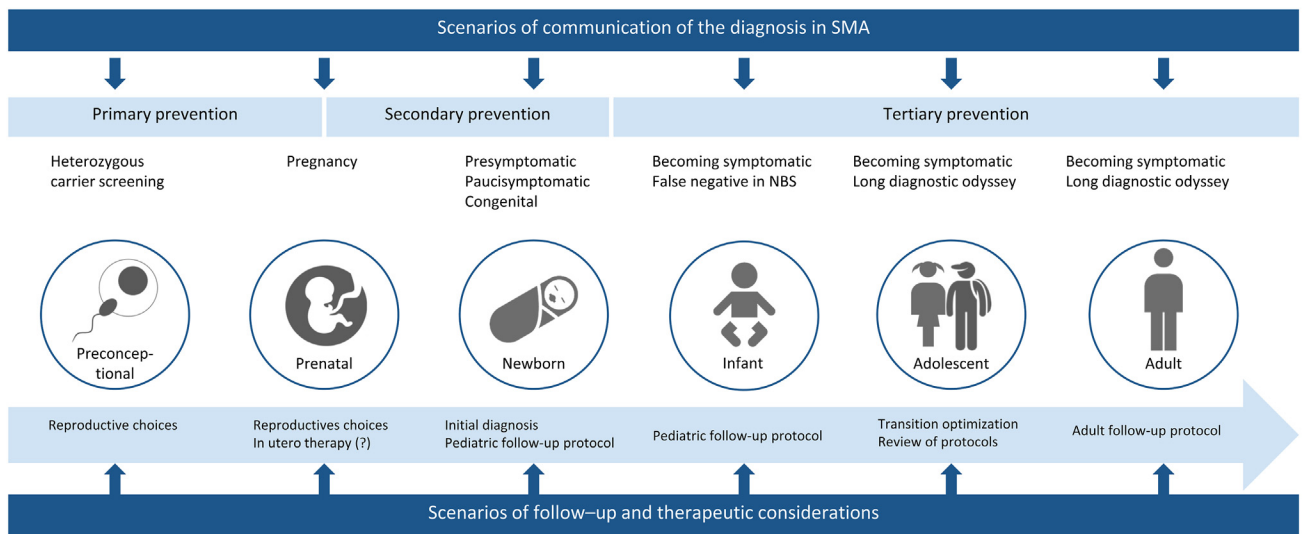 Scenarios of communication of the diagnosis in SMA
Primary prevention
Secondary prevention
Tertiary prevention
Heterozygous
carrier screening
Pregnancy
Presymptomatic
Paucisymptomatic
Congenital
Becoming symptomatic
False negative in NBS
Becoming symptomatic
Long diagnostic odyssey
Becoming symptomatic
Long diagnostic odyssey
Preconcep-
tional
Prenatal
Newborn
Infant
Adolescent
Adult
Reproductive choices
Reproductives choices
In utero therapy (?)
Initial diagnosis
Pediatric follow-up protocol
Pediatric follow-up protocol
Transition optimization
Review of protocols
Adult follow-up protocol
Scenarios of follow–up and therapeutic considerations